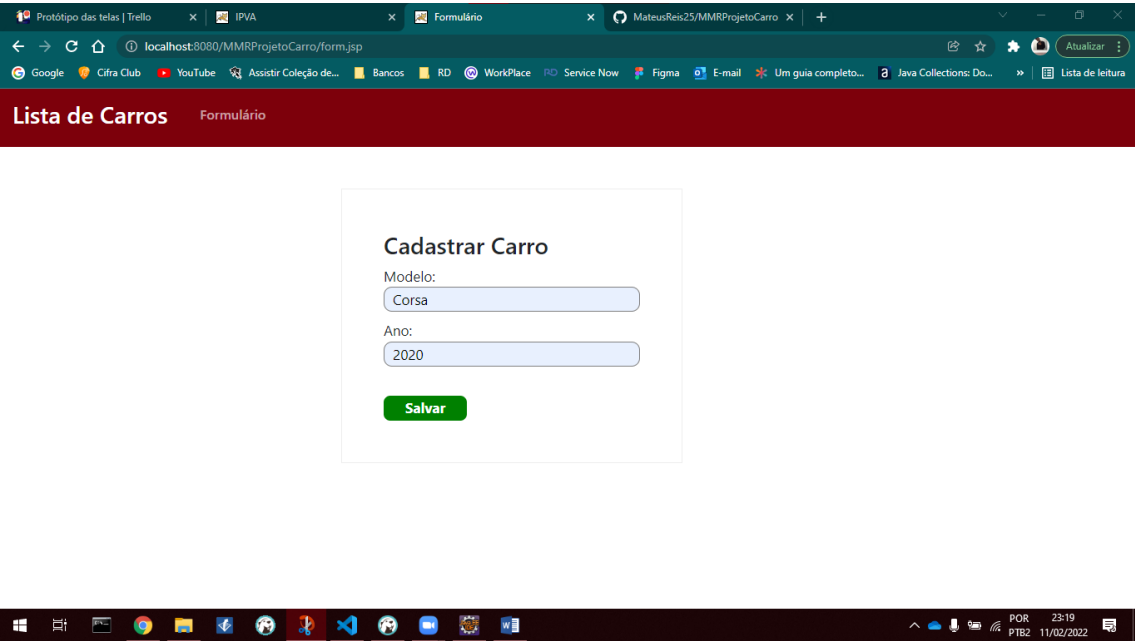 Protótipo das telas | Trello
IPVA
Formulário
MateusReis25/MMRProjetoCarro
localhost:8080/MMRProjetoCarro/form.jsp
Atualizar
Google Cifra Club YouTube Assistir Coleção de... Bancos RD WorkPlace RD Service Now Figma E-mail Um guia completo... a Java Collections: Do... » Lista de leitura
Lista de Carros Formulário
Cadastrar Carro
Modelo:
Corsa
Ano:
2020
Salvar
POR 23:19
PTB2 11/02/2022